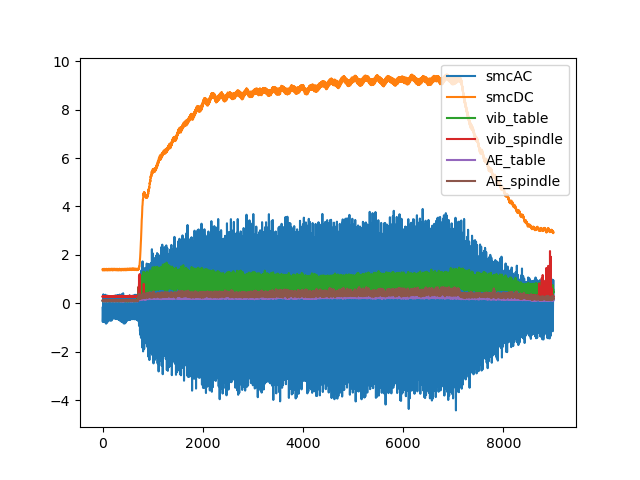 10
8
6
4
2
0
−2
−4
0
2000
4000
6000
8000
smcAC
smcDC
vib_table
vib_spindle
AE_table
AE_spindle